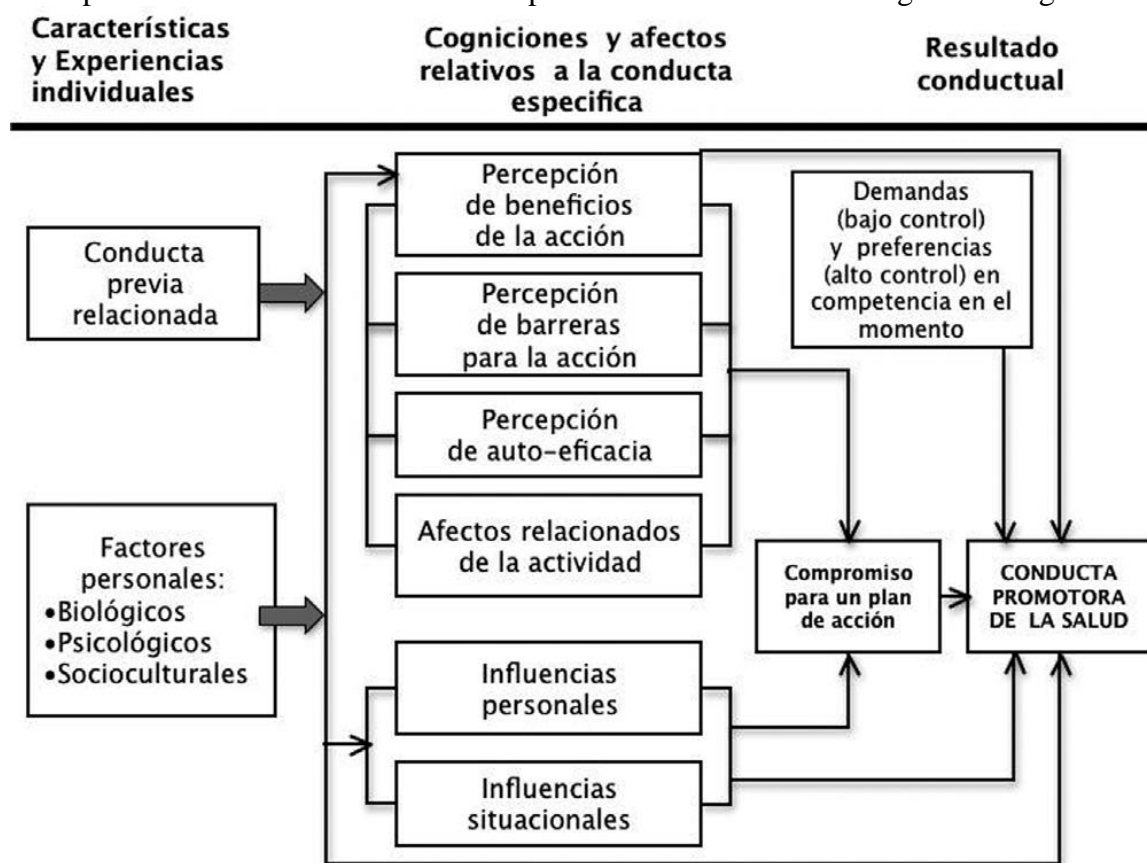 Características
y Experiencias
individuales
Cogniciones y afectos
relativos a la conducta
especifica
Resultado
conductual
Conducta
previa
relacionada
Factores
personales:
•Biológicos
•Psicológicos
•Socioculturales
Percepción
de beneficios
de la acción
Percepción
de barreras
para la acción
Percepción
de auto-eficacia
Afectos relacionados
de la actividad
Influencias
personales
Influencias
situacionales
Demandas
(bajo control)
y preferencias
(alto control) en
competencia en el
momento
Compromiso
para un plan
de acción
CONDUCTA
PROMOTORA
DE LA SALUD